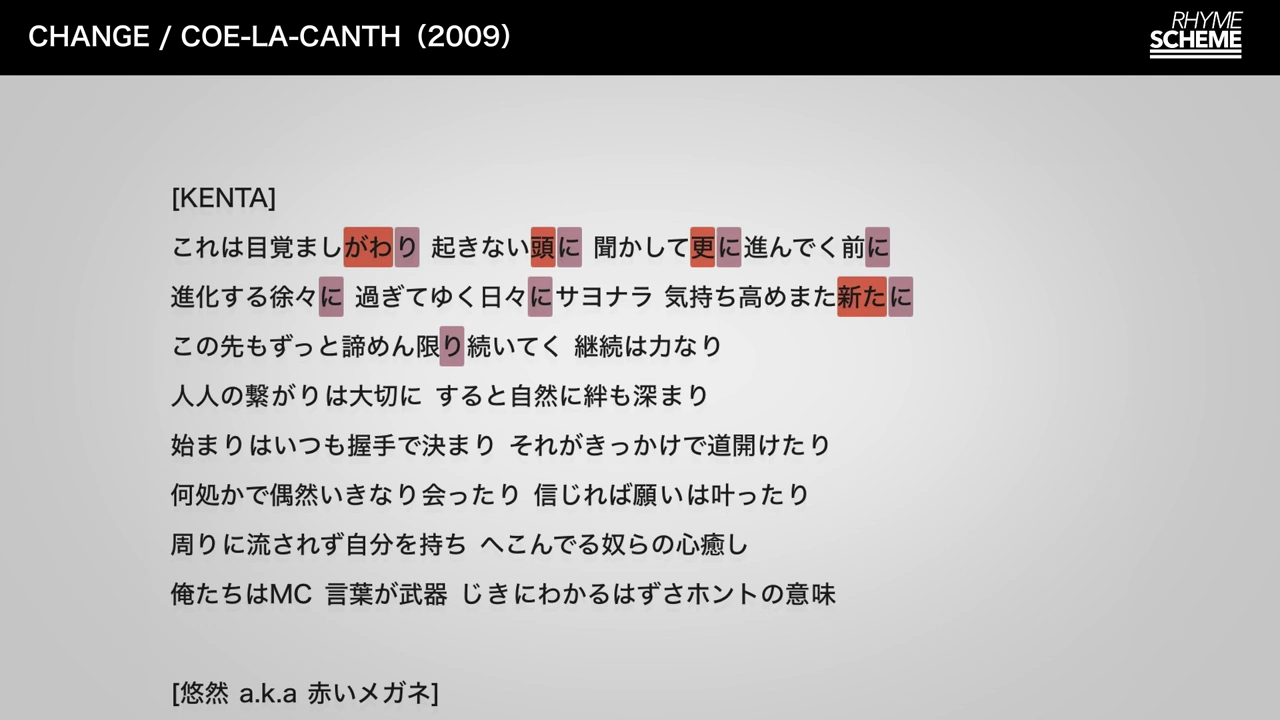 CHANGE / COE-LA-CANTH（2009）
RHYME
SCHEME
[KENTA]
これは目覚ましがわり 起きない頭に 聞かして更に進んでく前に
進化する徐々に 過ぎてゆく日々にサヨナラ 気持ち高めまた新たに
この先もずっと諦めん限り続いてく 継続は力なり
人人の繋がりは大切に すると自然に絆も深まり
始まりはいつも握手で決まり それがきっかけで道開けたり
何処かで偶然いきなり会ったり 信じれば願いは叶ったり
周りに流されず自分を持ち へこんでる奴らの心癒し
俺たちはMC 言葉が武器 じきにわかるはずさホントの意味
[悠然 a.k.a 赤いメガネ]